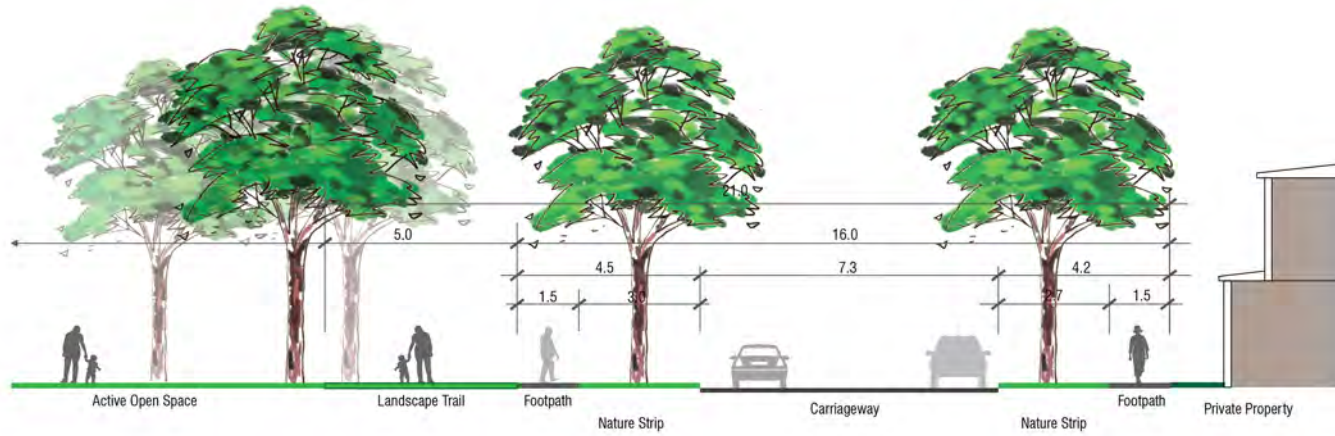 21.0
5.0
16.0
4.5
7.3
4.2
1.5
3.0
2.7
1.5
Active Open Space
Landscape Trail
Footpath
Nature Strip
Carriageway
Nature Strip
Footpath
Private Property